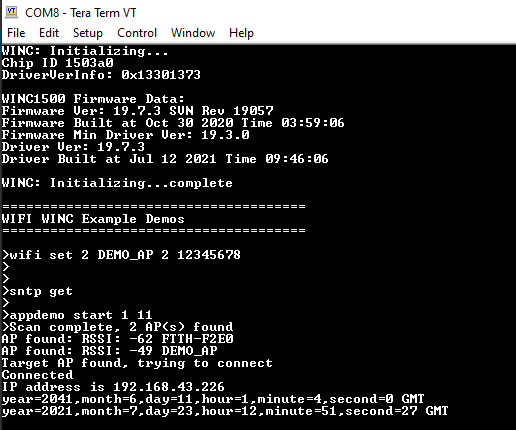 COM8 - Tera Term VT
File Edit Setup Control Window Help
WINC: Initializing...
Chip ID 1503a0
DriverVerInfo: 0x13301373
WINC1500 Firmware Data:
Firmware Ver: 19.7.3 SVN Rev 19057
Firmware Built at Oct 30 2020 Time 03:59:06
Firmware Min Driver Ver: 19.3.0
Driver Ver: 19.7.3
Driver Built at Jul 12 2021 Time 09:46:06
WINC: Initializing...complete
======================================
WIFI WINC Example Demos
======================================
>wifi set 2 DEMO_AP 2 12345678
>
>
>sntp get
>
>appdemo start 1 11
>Scan complete, 2 AP(s) found
AP found: RSSI: -62 FTTH-F2E0
AP found: RSSI: -49 DEMO_AP
Target AP found, trying to connect
Connected
IP address is 192.168.43.226
year=2041,month=6,day=11,hour=1,minute=4,second=0 GMT
year=2021,month=7,day=23,hour=12,minute=51,second=27 GMT